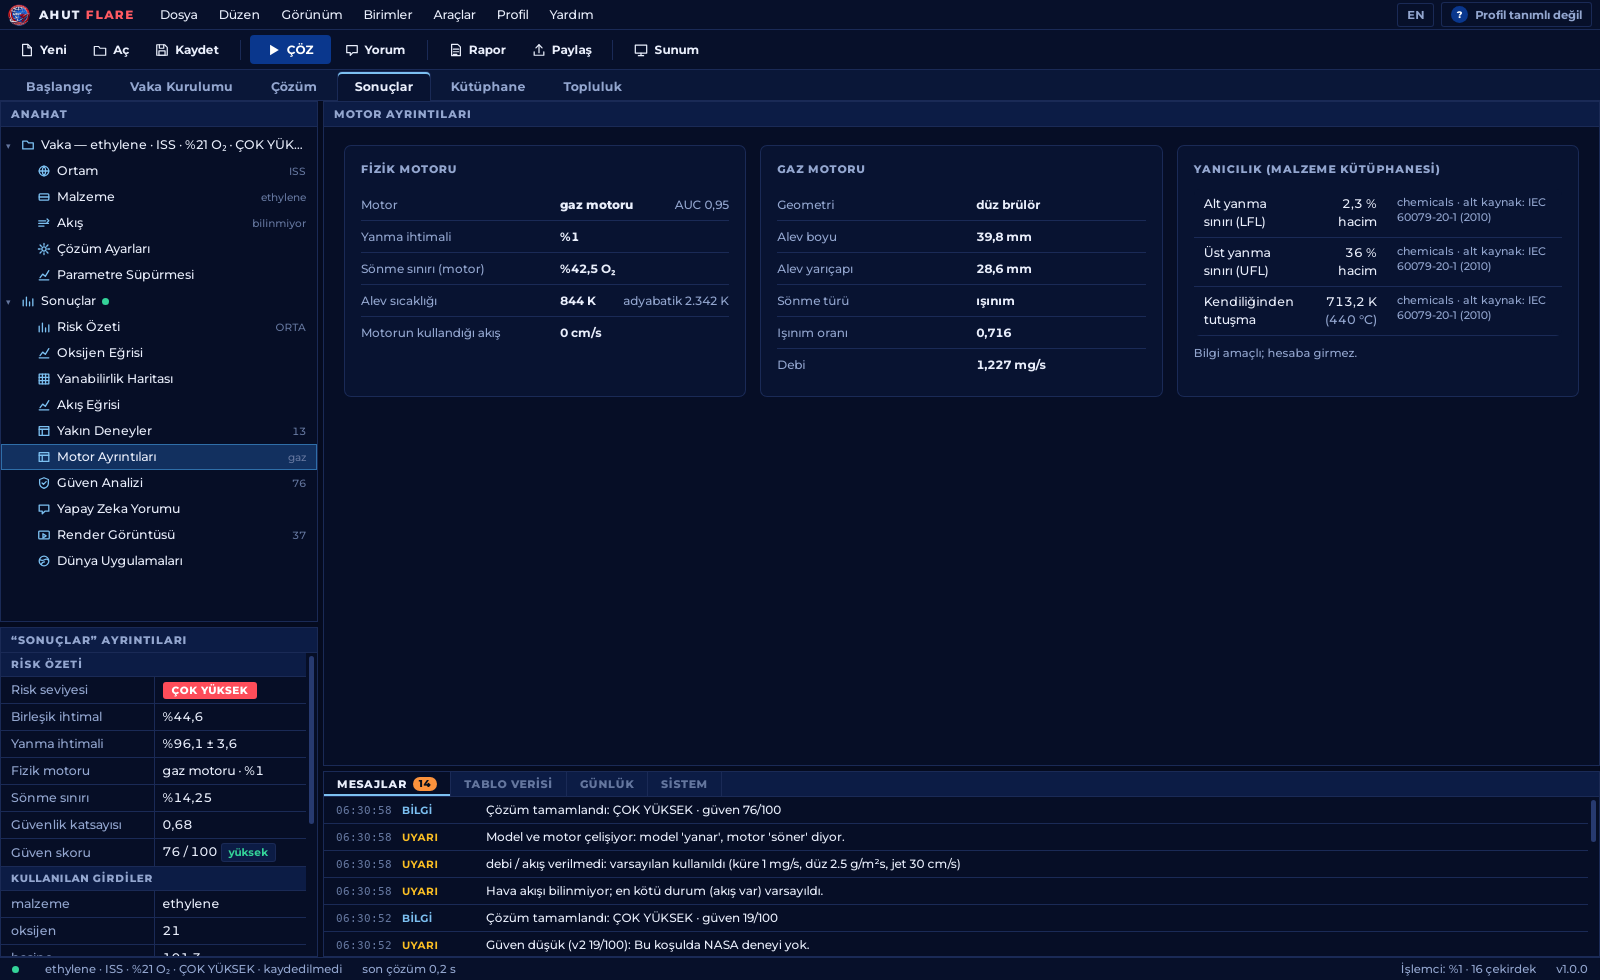 AHUT FLARE Dosya Düzen Görünüm Birimler Araçlar Profil Yardım EN ? Profil tanımlı değil
Yeni Aç Kaydet ÇÖZ Yorum Rapor Paylaş Sunum
Başlangıç Vaka Kurulumu Çözüm Sonuçlar Kütüphane Topluluk
ANAHAT
Vaka — ethylene · ISS · %21 O₂ · ÇOK YÜK...
Ortam ISS
Malzeme ethylene
Akış bilinmiyor
Çözüm Ayarları
Parametre Süpürmesi
Sonuçlar
Risk Özeti ORTA
Oksijen Eğrisi
Yanabilirlik Haritası
Akış Eğrisi
Yakın Deneyler 13
Motor Ayrıntıları gaz
Güven Analizi 76
Yapay Zeka Yorumu
Render Görüntüsü 37
Dünya Uygulamaları
“SONUÇLAR” AYRINTILARI
RİSK ÖZETİ
Risk seviyesi ÇOK YÜKSEK
Birleşik ihtimal %44,6
Yanma ihtimali %96,1 ± 3,6
Fizik motoru gaz motoru · %1
Sönme sınırı %14,25
Güvenlik katsayısı 0,68
Güven skoru 76 / 100 yüksek
KULLANILAN GİRDİLER
malzeme ethylene
oksijen 21
MOTOR AYRINTILARI
FİZİK MOTORU
Motor gaz motoru AUC 0,95
Yanma ihtimali %1
Sönme sınırı (motor) %42,5 O₂
Alev sıcaklığı 844 K adyabatik 2.342 K
Motorun kullandığı akış 0 cm/s
GAZ MOTORU
Geometri düz brülör
Alev boyu 39,8 mm
Alev yarıçapı 28,6 mm
Sönme türü ışınım
Işınım oranı 0,716
Debi 1,227 mg/s
YANICILIK (MALZEME KÜTÜPHANESİ)
Alt yanma 2,3 % chemicals · alt kaynak: IEC
sınırı (LFL) hacim 60079-20-1 (2010)
Üst yanma 36 % chemicals · alt kaynak: IEC
sınırı (UFL) hacim 60079-20-1 (2010)
Kendiliğinden 713,2 K chemicals · alt kaynak: IEC
tutuşma (440 °C) 60079-20-1 (2010)
Bilgi amaçlı; hesaba girmez.
MESAJLAR 14 TABLO VERİSİ GÜNLÜK SİSTEM
06:30:58 BİLGİ Çözüm tamamlandı: ÇOK YÜKSEK · güven 76/100
06:30:58 UYARI Model ve motor çelişiyor: model 'yanar', motor 'söner' diyor.
06:30:58 UYARI debi / akış verilmedi: varsayılan kullanıldı (küre 1 mg/s, düz 2.5 g/m²s, jet 30 cm/s)
06:30:58 UYARI Hava akışı bilinmiyor; en kötü durum (akış var) varsayıldı.
06:30:52 BİLGİ Çözüm tamamlandı: ÇOK YÜKSEK · güven 19/100
06:30:52 UYARI Güven düşük (v2 19/100): Bu koşulda NASA deneyi yok.
ethylene · ISS · %21 O₂ · ÇOK YÜKSEK · kaydedilmedi son çözüm 0,2 s İşlemci: %1 · 16 çekirdek v1.0.0